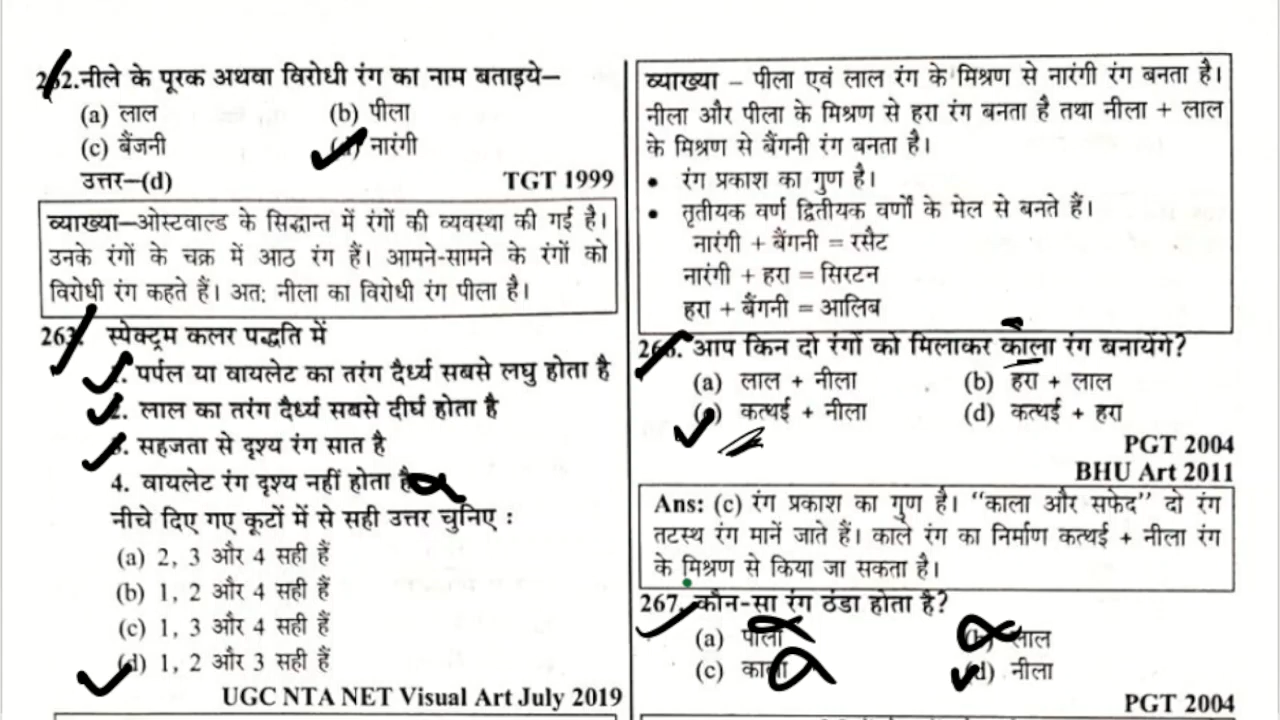 262.नीले के पूरक अथवा विरोधी रंग का नाम बताइये–
(a) लाल (b) पीला
(c) बैंजनी (d) नारंगी
उत्तर–(d) TGT 1999
व्याख्या–ओस्टवाल्ड के सिद्धान्त में रंगों की व्यवस्था की गई है।
उनके रंगों के चक्र में आठ रंग हैं। आमने-सामने के रंगों को
विरोधी रंग कहते हैं। अतः नीला का विरोधी रंग पीला है।
263. स्पेक्ट्रम कलर पद्धति में
1. पर्पल या वायलेट का तरंग दैर्ध्य सबसे लघु होता है
2. लाल का तरंग दैर्ध्य सबसे दीर्घ होता है
3. सहजता से दृश्य रंग सात है
4. वायलेट रंग दृश्य नहीं होता है
नीचे दिए गए कूटों में से सही उत्तर चुनिए :
(a) 2, 3 और 4 सही हैं
(b) 1, 2 और 4 सही हैं
(c) 1, 3 और 4 सही हैं
(d) 1, 2 और 3 सही हैं
UGC NTA NET Visual Art July 2019
व्याख्या – पीला एवं लाल रंग के मिश्रण से नारंगी रंग बनता है।
नीला और पीला के मिश्रण से हरा रंग बनता है तथा नीला + लाल
के मिश्रण से बैंगनी रंग बनता है।
• रंग प्रकाश का गुण है।
• तृतीयक वर्ण द्वितीयक वर्णों के मेल से बनते हैं।
नारंगी + बैंगनी = रसैट
नारंगी + हरा = सिरटन
हरा + बैंगनी = आलिब
266. आप किन दो रंगों को मिलाकर काला रंग बनायेंगे?
(a) लाल + नीला (b) हरा + लाल
(c) कत्थई + नीला (d) कत्थई + हरा
PGT 2004
BHU Art 2011
Ans: (c) रंग प्रकाश का गुण है। “काला और सफेद” दो रंग
तटस्थ रंग मानें जाते हैं। काले रंग का निर्माण कत्थई + नीला रंग
के मिश्रण से किया जा सकता है।
267. कौन-सा रंग ठंडा होता है?
(a) पीला (b) लाल
(c) काला (d) नीला
PGT 2004